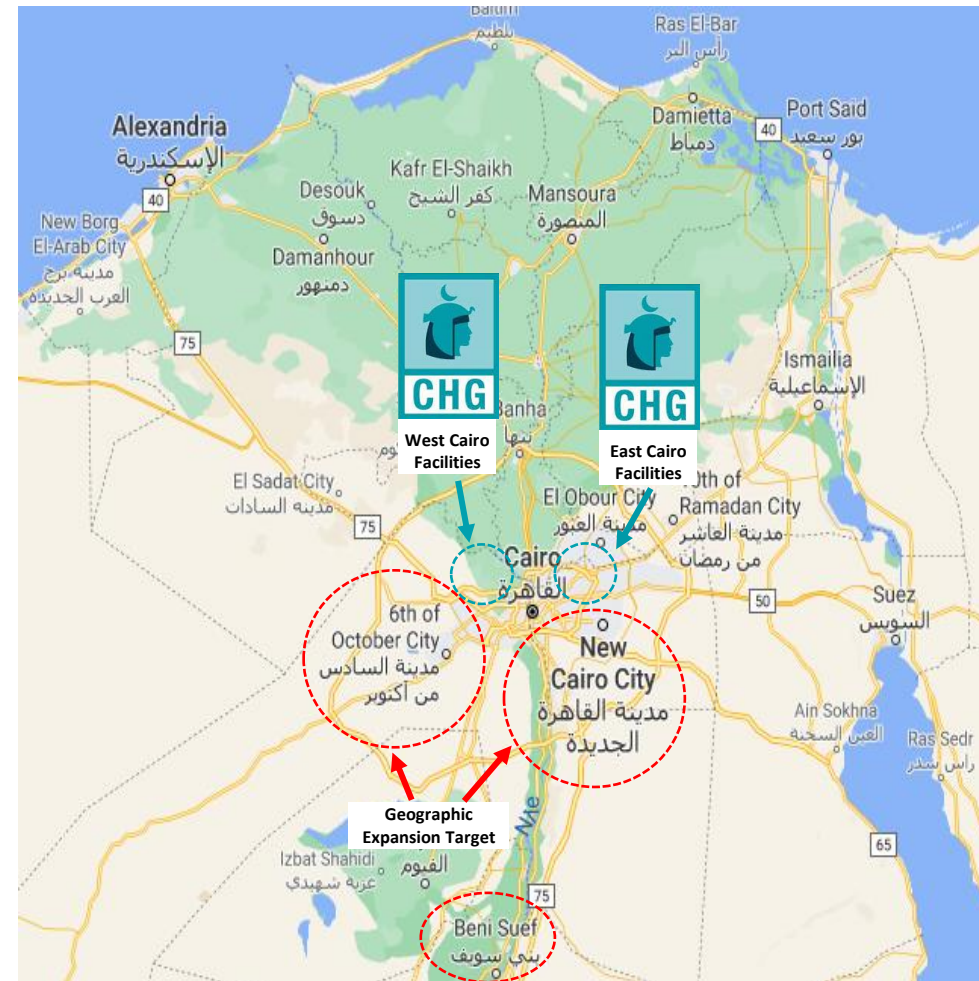 Baltim
بلطيم
Ras El-Bar
رأس البر
Damietta
دمياط
Port Said
بور سعيد
40
Alexandria
الإسكندرية
40
Kafr El-Shaikh
كفر الشيخ
Desouk
دسوق
Mansoura
المنصورة
New Borg
El-Arab City
مدينة برج
العرب الجديدة
Damanhour
دمنهور
75
Ismailia
الإسماعيلية
CHG
West Cairo
Facilities
CHG
East Cairo
Facilities
Banha
بنها
El Sadat City
مدينة السادات
75
El Obour City
مدينة العبور
10th of
Ramadan City
مدينة العاشر
من رمضان
Cairo
القاهرة
50
Suez
السويس
6th of
October City
مدينة السادس
من أكتوبر
New
Cairo City
مدينة القاهرة
الجديدة
Ain Sokhna
العين السخنة
Ras Sedr
راس سدر
Geographic
Expansion Target
Nile
65
Izbat Shahidi
عزبة شهيدي
الفيوم
75
Beni Suef
بني سويف